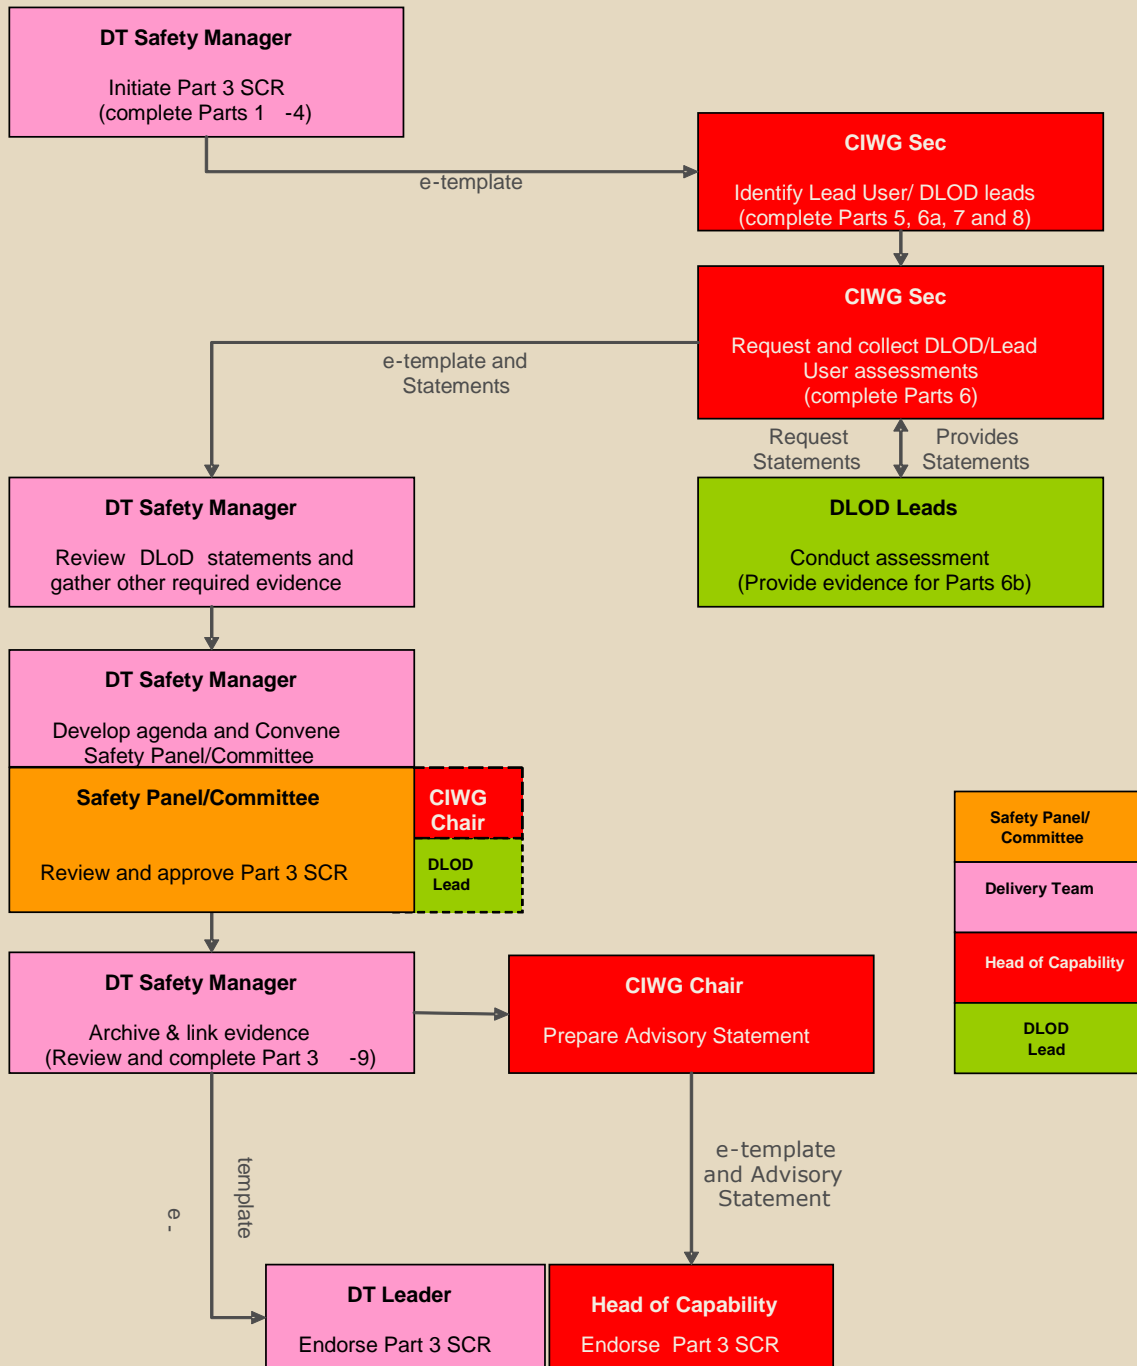 DT Safety Manager
Initiate Part 3 SCR
(complete Parts 1 -4)
e-template
CIWG Sec
Identify Lead User/ DLOD leads
(complete Parts 5, 6a, 7 and 8)
CIWG Sec
Request and collect DLOD/Lead
User assessments
(complete Parts 6)
e-template and
Statements
Request
Statements
Provides
Statements
DT Safety Manager
Review DLoD statements and
gather other required evidence
DLOD Leads
Conduct assessment
(Provide evidence for Parts 6b)
DT Safety Manager
Develop agenda and Convene
Safety Panel/Committee
Safety Panel/Committee
Review and approve Part 3 SCR
CIWG
Chair
DLOD
Lead
Safety Panel/
Committee
Delivery Team
Head of Capability
DLOD
Lead
DT Safety Manager
Archive & link evidence
(Review and complete Part 3 -9)
CIWG Chair
Prepare Advisory Statement
template
e-
e-template
and Advisory
Statement
DT Leader
Endorse Part 3 SCR
Head of Capability
Endorse Part 3 SCR